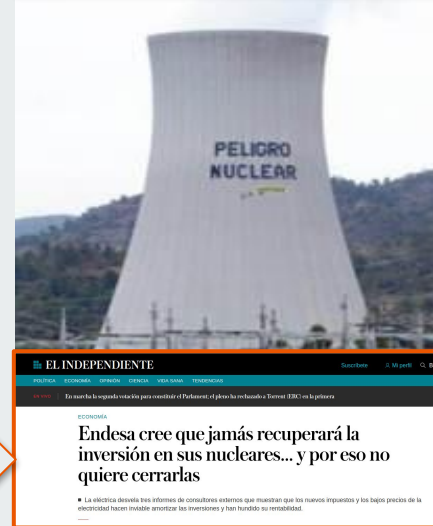 PELIGRO
NUCLEAR
EL INDEPENDIENTE
Suscríbete Mi perfil B
POLÍTICA ECONOMÍA OPINIÓN CIENCIA VIDA SANA TENDENCIAS
En marcha la segunda votación para constituir el Parlament; el pleno ha rechazado a Torrent (ERC) en la primera
ECONOMÍA
Endesa cree que jamás recuperará la
inversión en sus nucleares... y por eso no
quiere cerrarlas
La eléctrica desvela tres informes de consultores externos que muestran que los nuevos impuestos y los bajos precios de la
electricidad hacen inviable amortizar las inversiones y han hundido su rentabilidad.